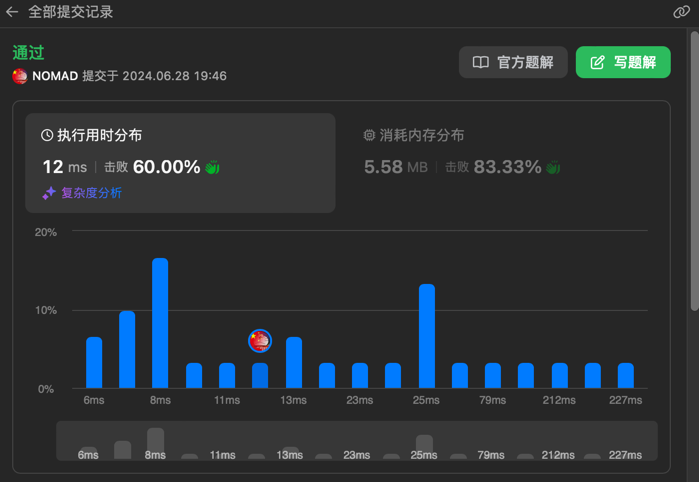 全部提交记录
通过
NOMAD 提交于 2024.06.28 19:46
官方题解
写题解
执行用时分布
12 ms 击败 60.00%
复杂度分析
消耗内存分布
5.58 MB 击败 83.33%
20%
10%
0%
6ms 8ms 11ms 13ms 23ms 25ms 79ms 212ms 227ms
6ms 8ms 11ms 13ms 23ms 25ms 79ms 212ms 227ms